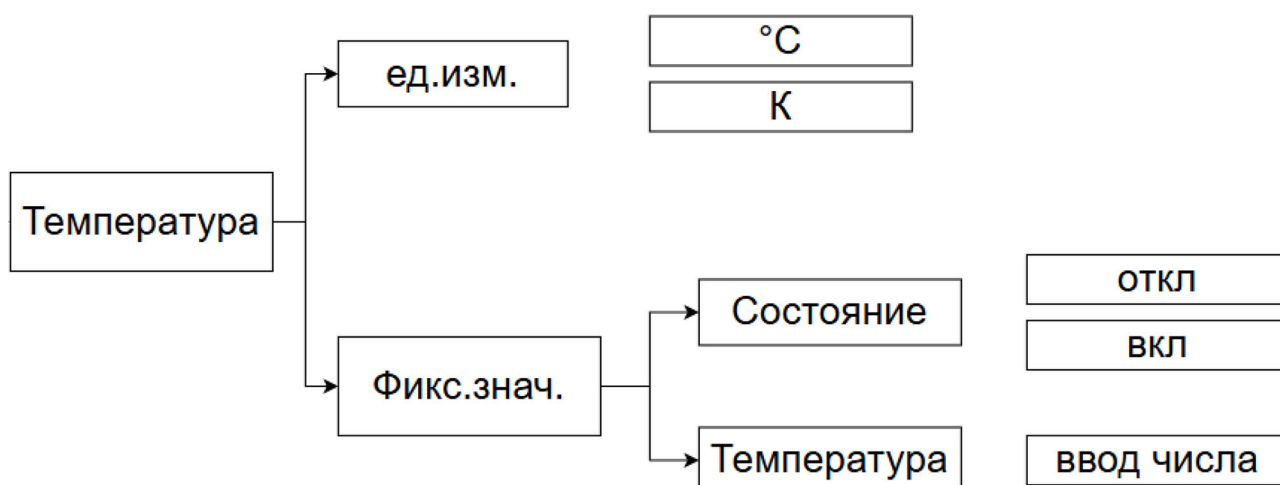 °C
ед.изм.
К
Температура
откл
Состояние
вкл
Фикс.знач.
Температура
ввод числа